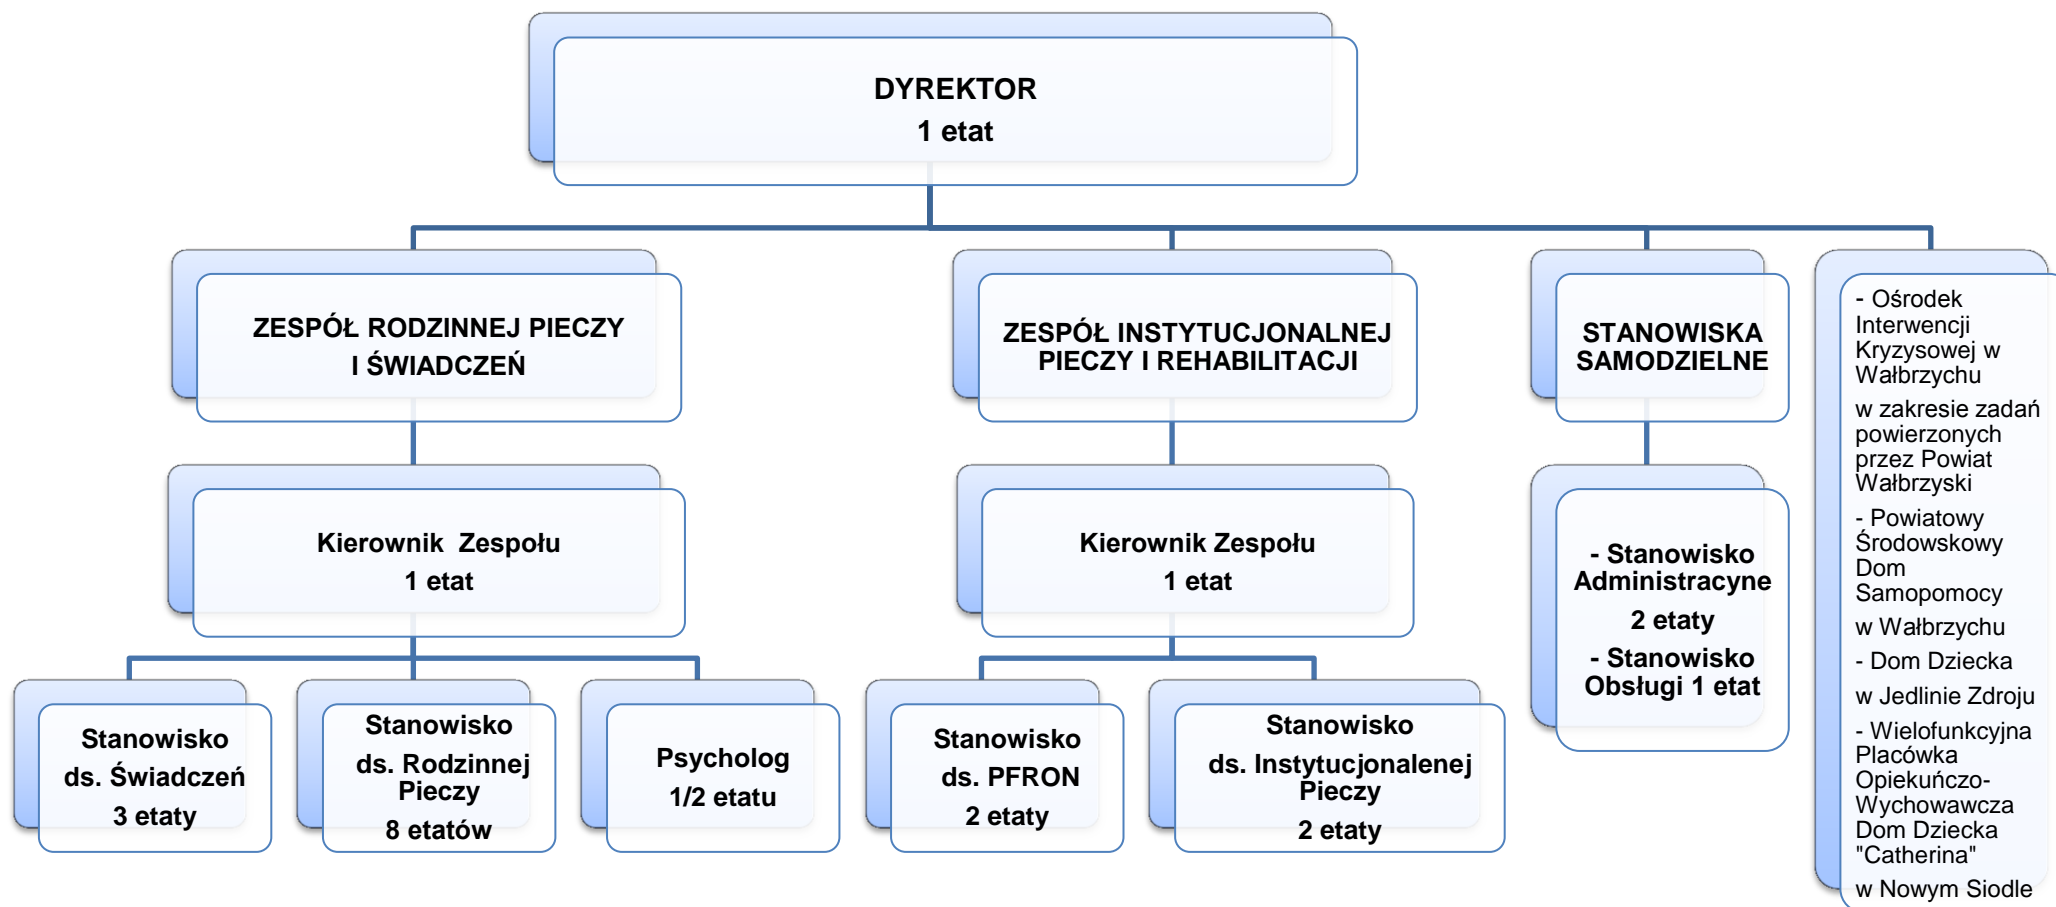 DYREKTOR
1 etat
ZESPÓŁ RODZINNEJ PIECZY
I ŚWIADCZEŃ
ZESPÓŁ INSTYTUCJONALNEJ
PIECZY I REHABILITACJI
STANOWISKA
SAMODZIELNE
- Ośrodek
Interwencji
Kryzysowej w
Wałbrzychu
w zakresie zadań
powierzonych
przez Powiat
Wałbrzyski
- Powiatowy
Środowskowy
Dom
Samopomocy
w Wałbrzychu
- Dom Dziecka
w Jedlinie Zdroju
- Wielofunkcyjna
Placówka
Opiekuńczo-
Wychowawcza
Dom Dziecka
"Catherina"
w Nowym Siodle
Kierownik  Zespołu
1 etat
Kierownik Zespołu
1 etat
- Stanowisko
Administracyne
2 etaty
- Stanowisko
Obsługi 1 etat
Stanowisko
ds. Świadczeń
3 etaty
Stanowisko
ds. Rodzinnej
Pieczy
8 etatów
Psycholog
1/2 etatu
Stanowisko
ds. PFRON
2 etaty
Stanowisko
ds. Instytucjonalenej
Pieczy
2 etaty